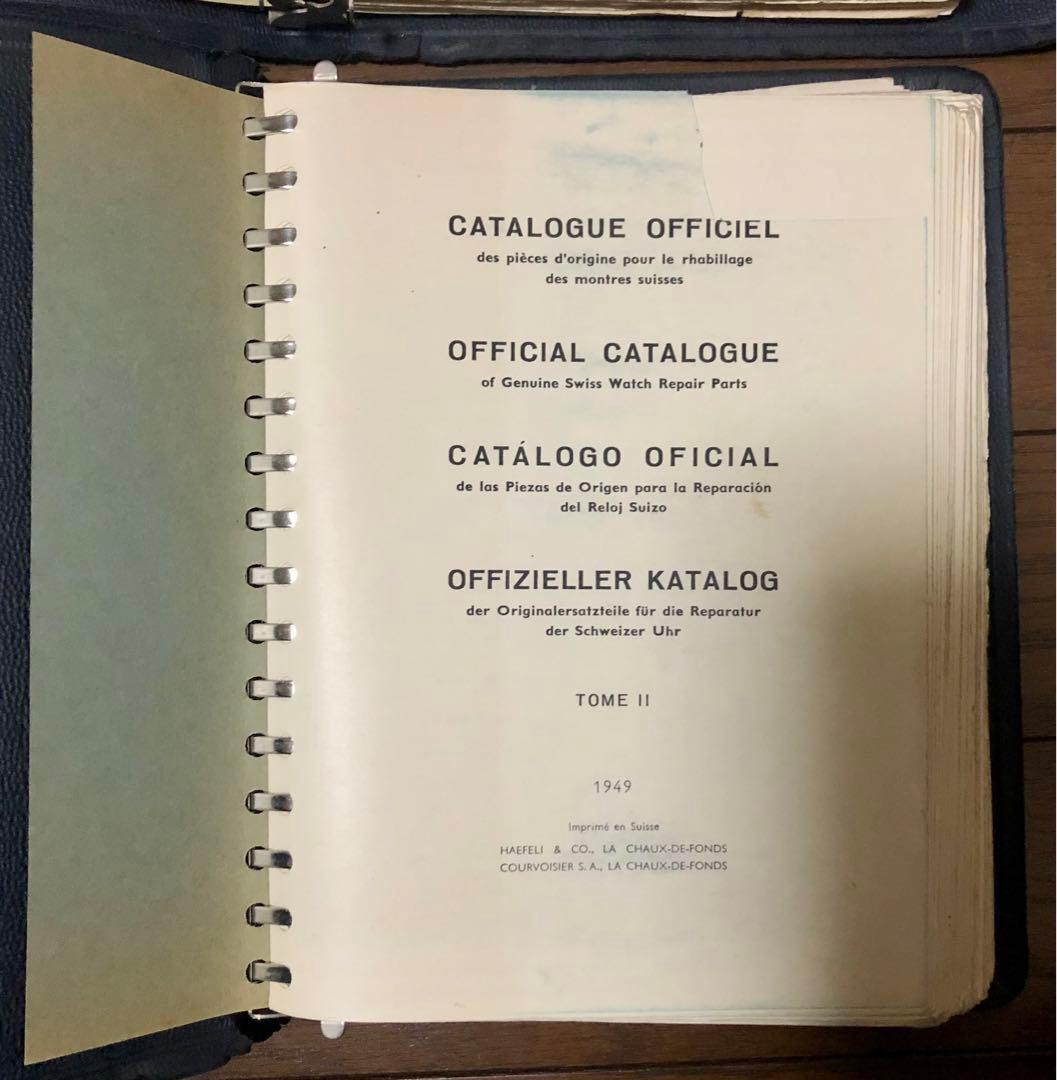 CATALOGUE OFFICIEL
des pièces d'origine pour le rhabillage
des montres suisses
OFFICIAL CATALOGUE
of Genuine Swiss Watch Repair Parts
CATÁLOGO OFICIAL
de las Piezas de Origen para la Reparación
del Reloj Suizo
OFFIZIELLER KATALOG
der Originalersatzteile für die Reparatur
der Schweizer Uhr
TOME II
1949
Imprimé en Suisse
HAEFELI & CO., LA CHAUX-DE-FONDS
COURVOISIER S. A., LA CHAUX-DE-FONDS